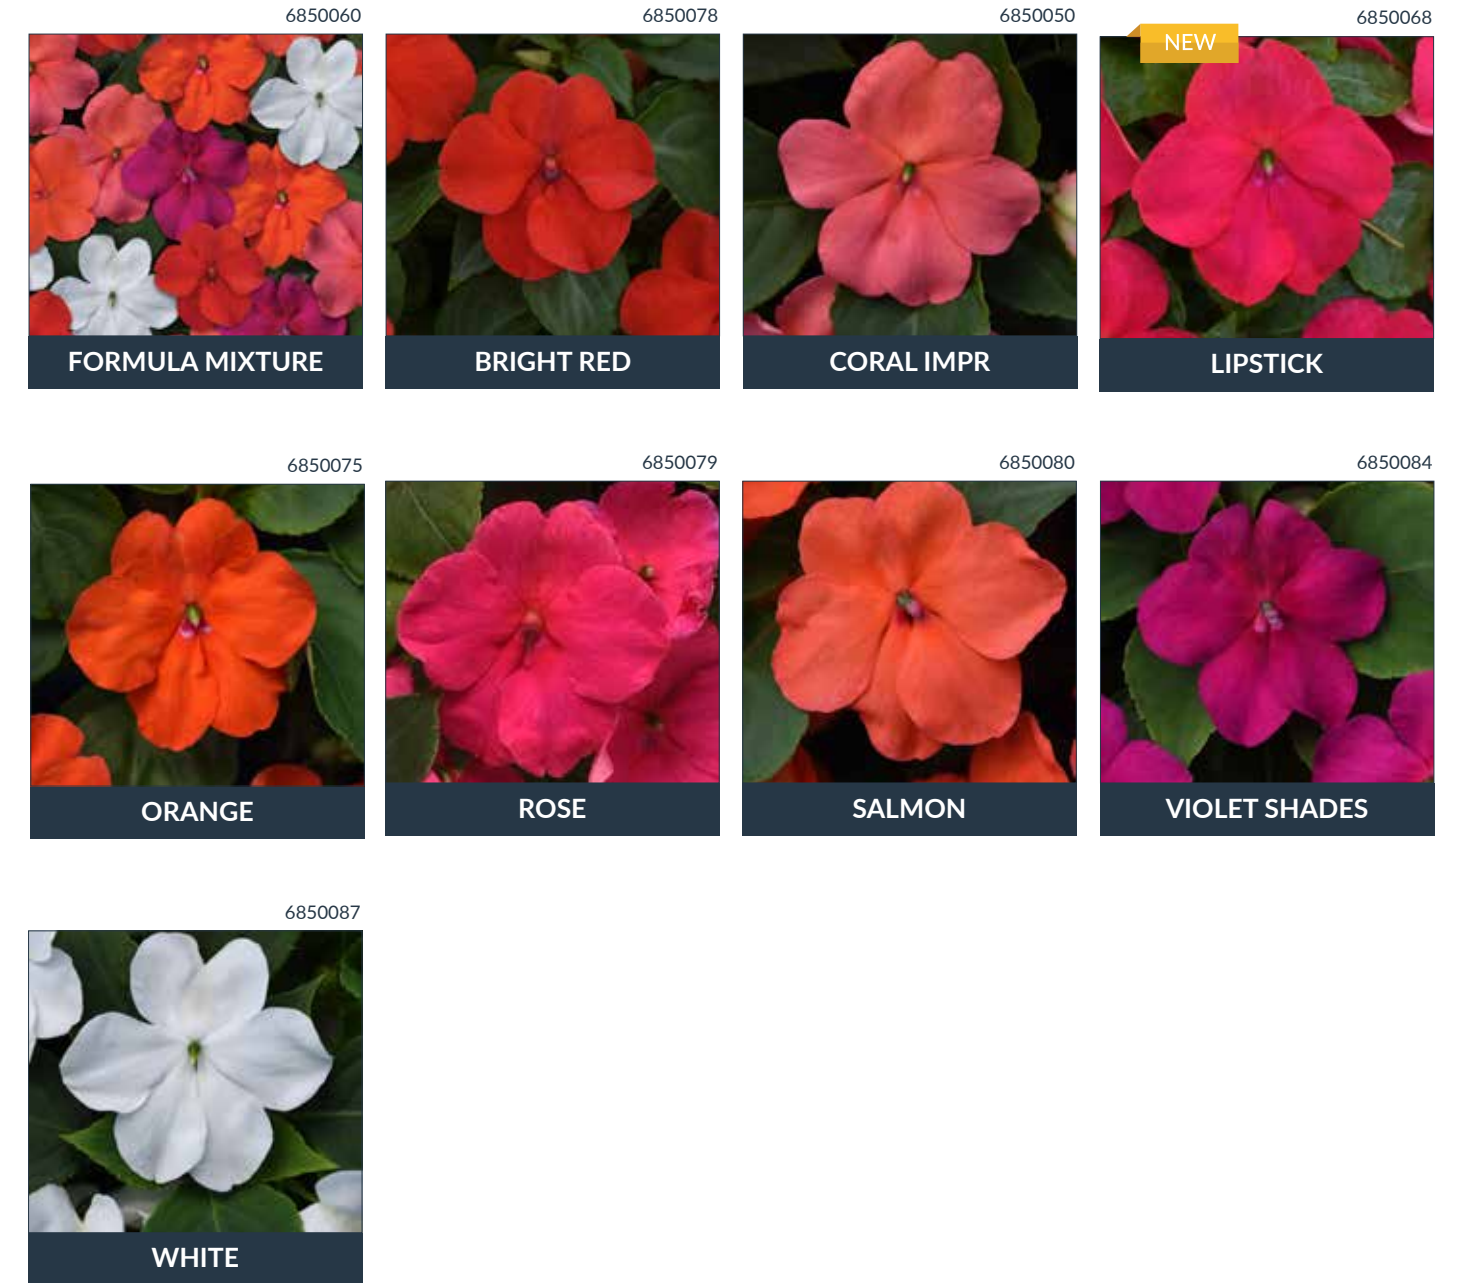 6850060
6850078
6850050
6850068
NEW
FORMULA MIXTURE
BRIGHT RED
CORAL IMPR
LIPSTICK
6850075
6850079
6850080
6850084
ORANGE
ROSE
SALMON
VIOLET SHADES
6850087
WHITE